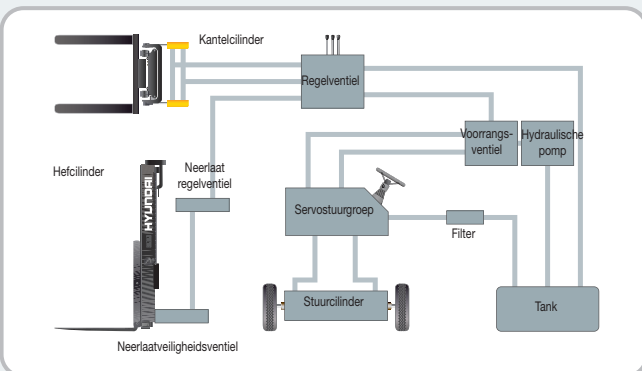 Kantelcilinder
Regelventiel
Voorrangs-
ventiel
Hydraulische
pomp
Hefcilinder
Neerlaat
regelventiel
HYUNDAI
Servostuurgroep
Filter
Stuurcilinder
Tank
Neerlaatveiligheidsventiel